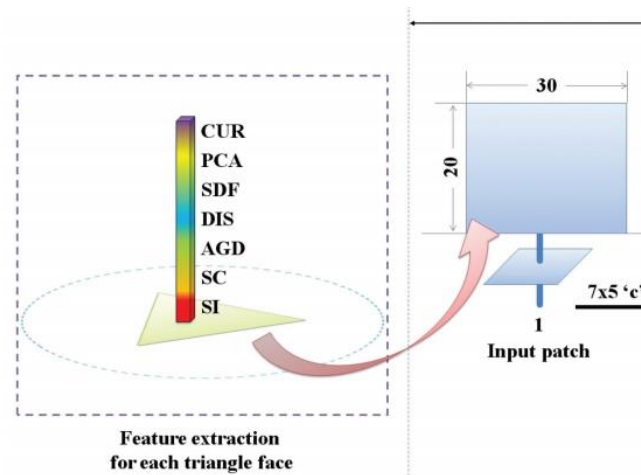 CUR
PCA
SDF
DIS
AGD
SC
SI
Feature extraction
for each triangle face
30
20
7x5 ‘c’
1
Input patch